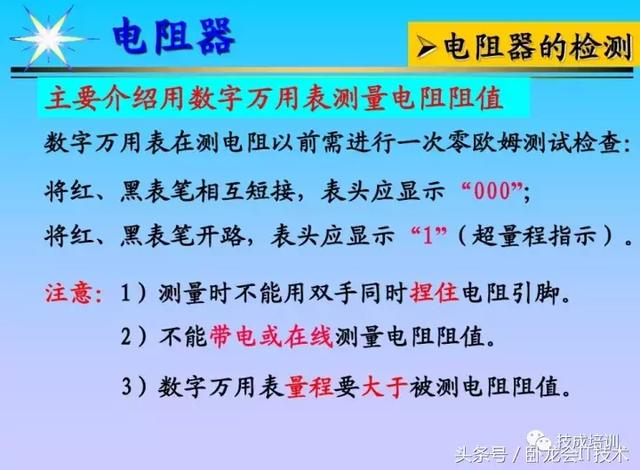 电阻器
➢电阻器的检测
主要介绍用数字万用表测量电阻阻值
数字万用表在测电阻以前需进行一次零欧姆测试检查：
将红、黑表笔相互短接，表头应显示“000”；
将红、黑表笔开路，表头应显示“1”（超量程指示）。
注意：1）测量时不能用双手同时捏住电阻引脚。
2）不能带电或在线测量电阻阻值。
3）数字万用表量程要大于被测电阻阻值。
技成培训
头条号 / 卧龙会IT技术